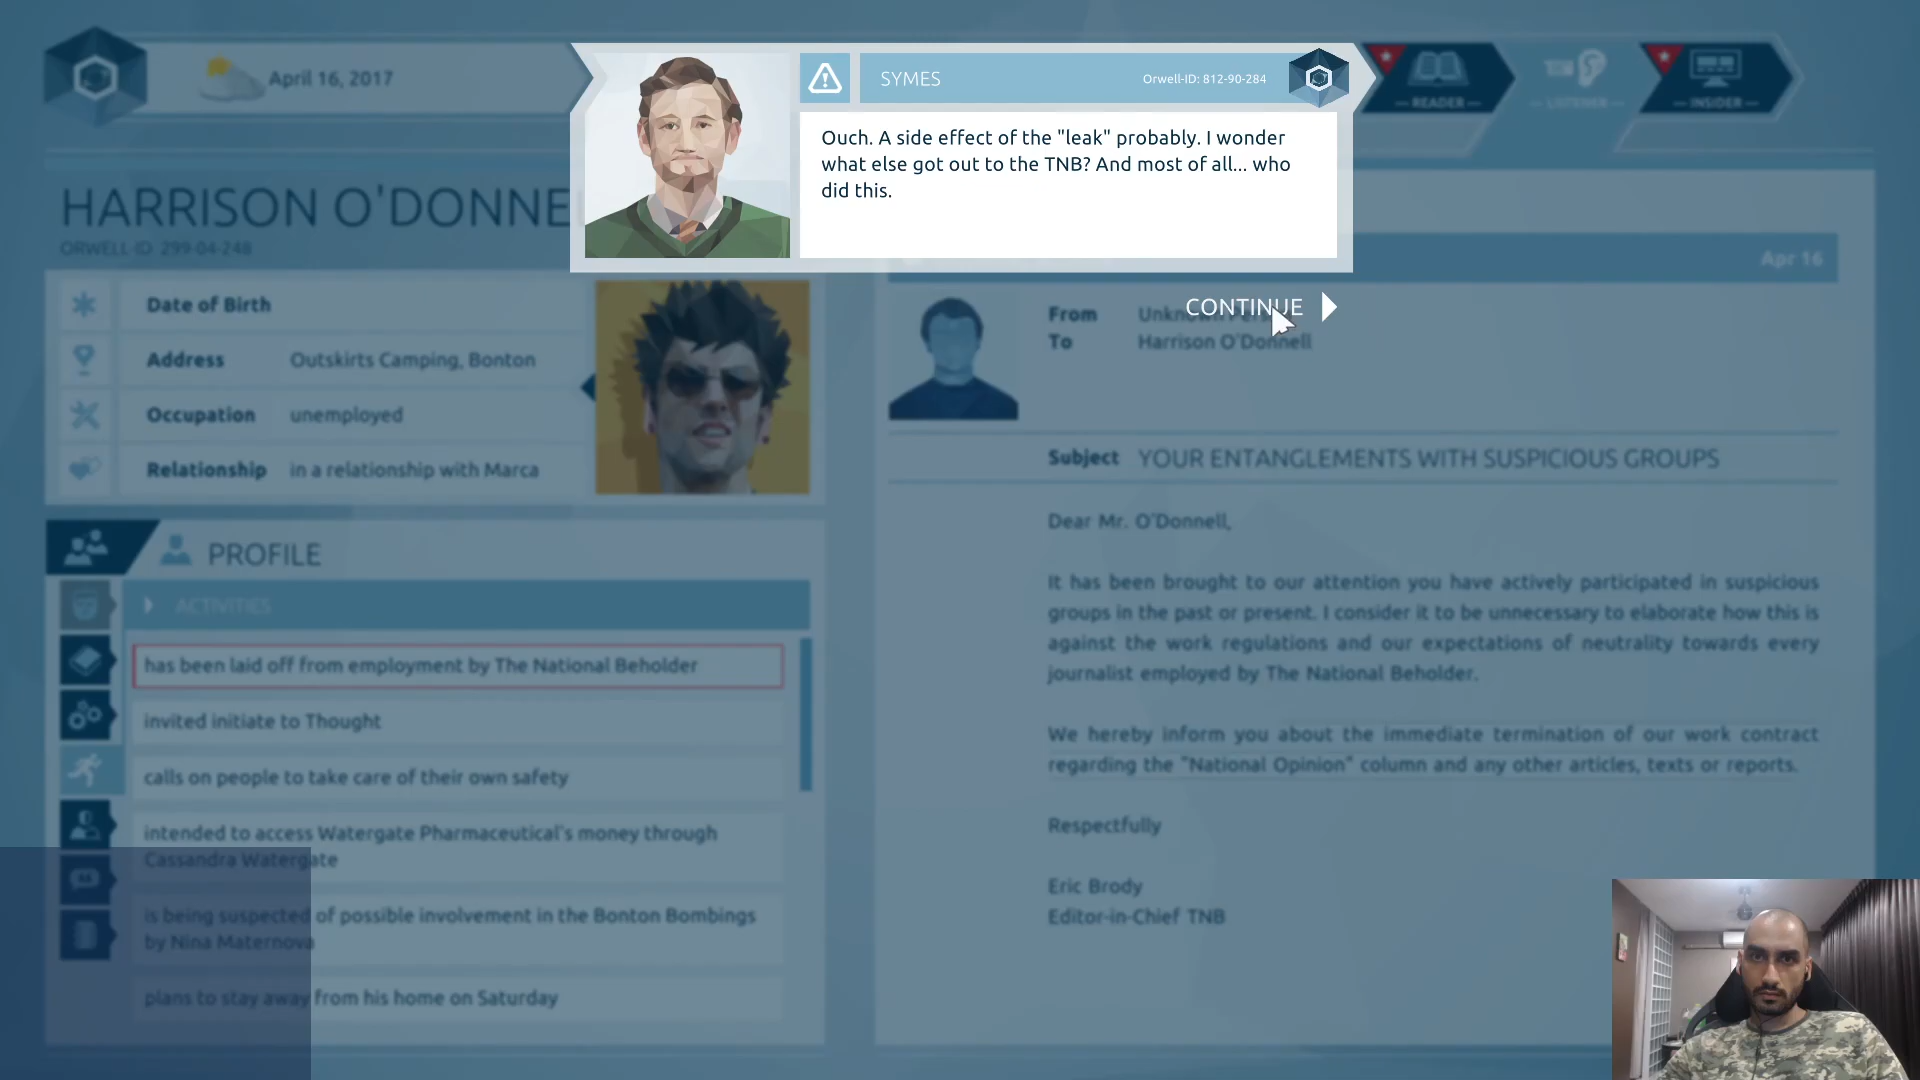 April 16, 2017
SYMES
Orwell-ID: 812-90-284
Ouch. A side effect of the "leak" probably. I wonder
what else got out to the TNB? And most of all... who
did this.
CONTINUE
— READER —
— LISTENER —
— INSIDER —
HARRISON O'DONNE
ORWELL-ID: 299-04-248
Date of Birth
Address Outskirts Camping, Bonton
Occupation unemployed
Relationship in a relationship with Marca
PROFILE
ACTIVITIES
has been laid off from employment by The National Beholder
invited initiate to Thought
calls on people to take care of their own safety
intended to access Watergate Pharmaceutical's money through
Cassandra Watergate
is being suspected of possible involvement in the Bonton Bombings
by Nina Maternova
plans to stay away from his home on Saturday
Apr 16
From Unknown Person
To Harrison O'Donnell
Subject YOUR ENTANGLEMENTS WITH SUSPICIOUS GROUPS
Dear Mr. O'Donnell,
It has been brought to our attention you have actively participated in suspicious
groups in the past or present. I consider it to be unnecessary to elaborate how this is
against the work regulations and our expectations of neutrality towards every
journalist employed by The National Beholder.
We hereby inform you about the immediate termination of our work contract
regarding the "National Opinion" column and any other articles, texts or reports.
Respectfully
Eric Brody
Editor-in-Chief TNB